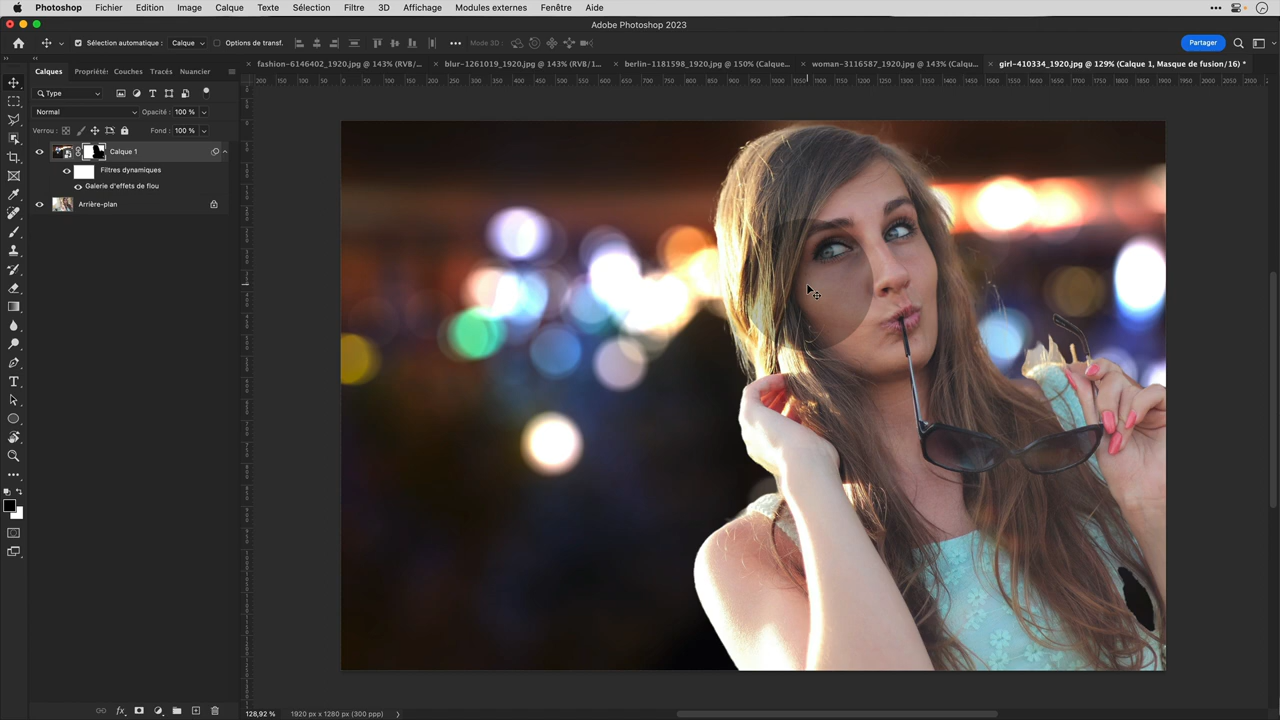 Photoshop Fichier Edition Image Calque Texte Sélection Filtre 3D Affichage Modules externes Fenêtre Aide
Adobe Photoshop 2023
Sélection automatique : Calque Options de transf. Mode 3D : Partager
Calques Propriété: Couches Tracés Nuancier
fashion-6146402_1920.jpg @ 143% (RVB/... blur-1261019_1920.jpg @ 143% (RVB/1... berlin-1181598_1920.jpg @ 150% (Calque... woman-3116587_1920.jpg @ 143% (Calqu... girl-410334_1920.jpg @ 129% (Calque 1, Masque de fusion/16) *
Type
Normal Opacité : 100 %
Verrou : Fond : 100 %
Calque 1
Filtres dynamiques
Galerie d'effets de flou
Arrière-plan
128,92 % 1920 px x 1280 px (300 ppp)